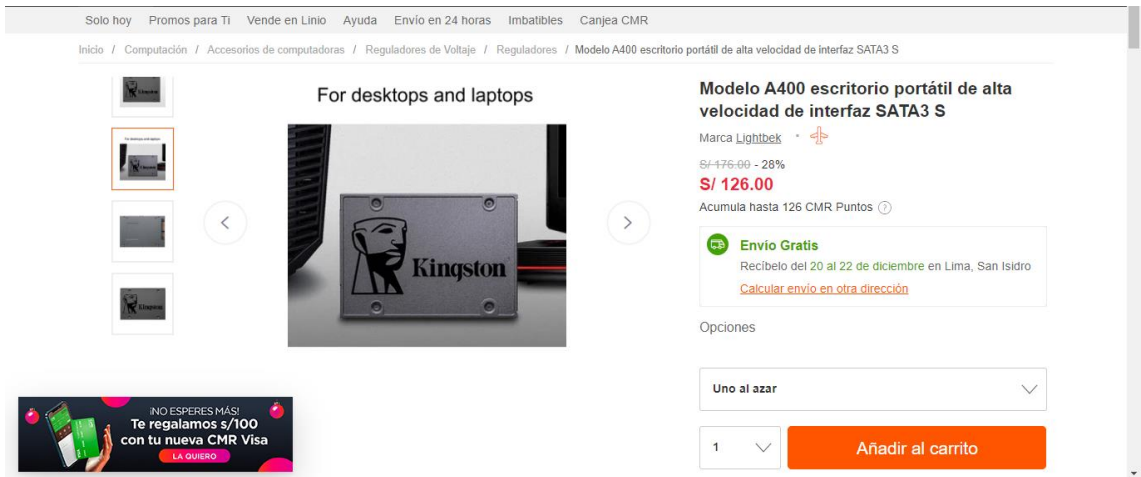 Solo hoy Promos para Ti Vende en Linio Ayuda Envío en 24 horas Imbatibles Canjea CMR
Inicio / Computación / Accesorios de computadoras / Reguladores de Voltaje / Reguladores / Modelo A400 escritorio portátil de alta velocidad de interfaz SATA3 S
For desktops and laptops
Kingston
Modelo A400 escritorio portátil de alta
velocidad de interfaz SATA3 S
Marca Lightbek
S/ 176.00 - 28%
S/ 126.00
Acumula hasta 126 CMR Puntos ?
Envío Gratis
Recíbelo del 20 al 22 de diciembre en Lima, San Isidro
Calcular envío en otra dirección
Opciones
Uno al azar
1
Añadir al carrito
¡NO ESPERES MÁS!
Te regalamos s/100
con tu nueva CMR Visa
LA QUIERO